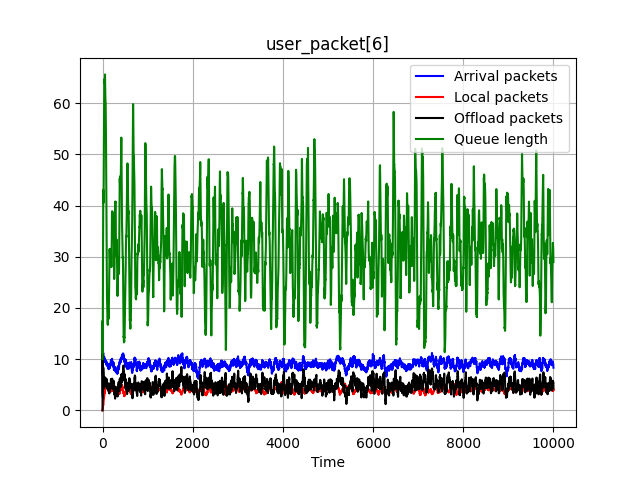 user_packet[6]
Arrival packets
Local packets
Offload packets
Queue length
60
50
40
30
20
10
0
0 2000 4000 6000 8000 10000
Time